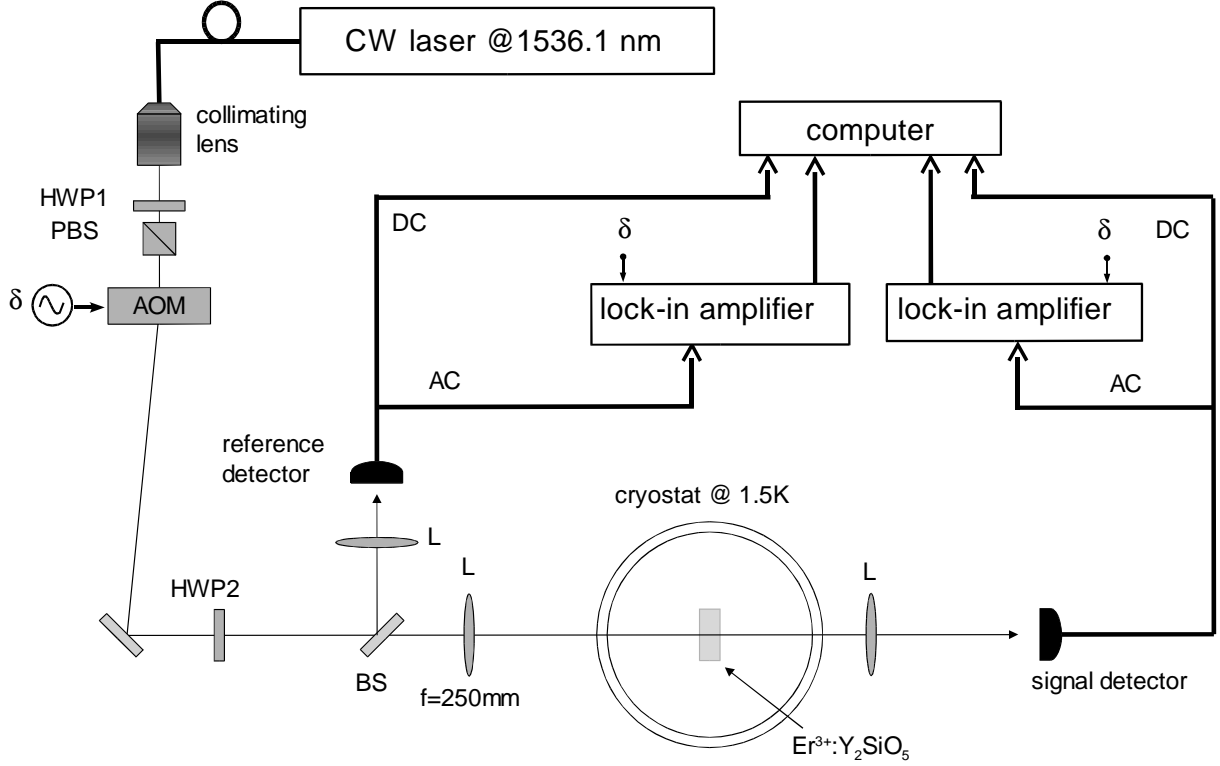 CW laser @1536.1 nm
collimating
lens
computer
HWP1
PBS
DC
δ
δ
DC
δ
AOM
lock-in amplifier
lock-in amplifier
AC
AC
reference
detector
cryostat @ 1.5K
L
L
L
HWP2
BS
f=250mm
signal detector
Er³⁺:Y₂SiO₅